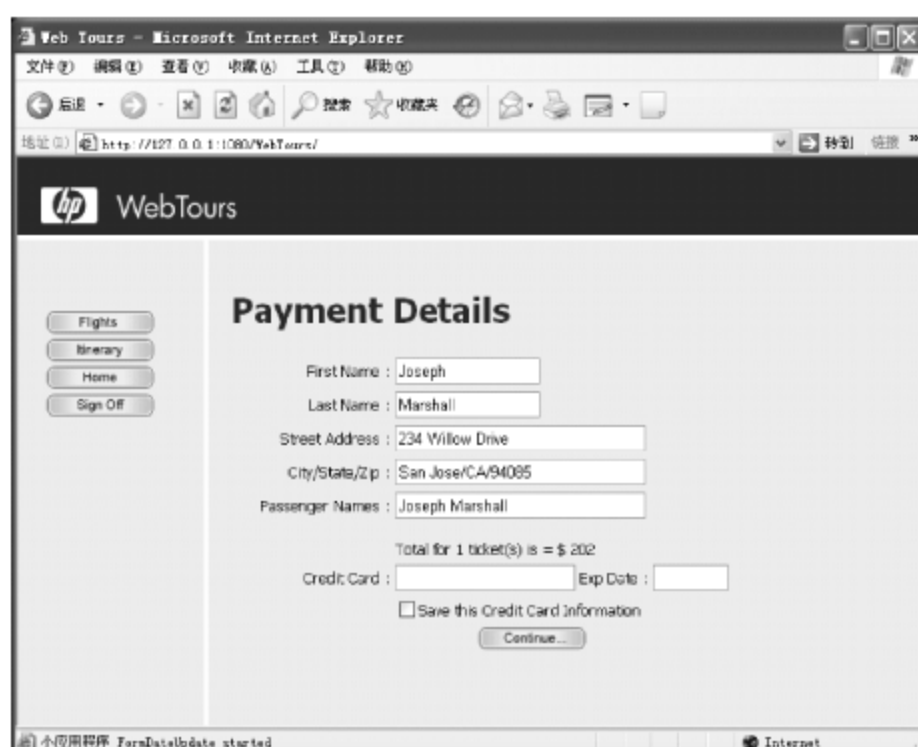 Web Tours - Microsoft Internet Explorer
文件(F) 编辑(E) 查看(V) 收藏(A) 工具(T) 帮助(H)
后退 搜索 收藏夹
地址(D) http://127.0.0.1:1080/WebTours/ 转到 链接 »
hp WebTours
Payment Details
Flights
Itinerary
Home
Sign Off
First Name : Joseph
Last Name : Marshall
Street Address : 234 Willow Drive
City/State/Zip : San Jose/CA/94085
Passenger Names : Joseph Marshall
Total for 1 ticket(s) is = $ 202
Credit Card : Exp Date :
Save this Credit Card Information
Continue...
小应用程序 FormDateUpdate started Internet